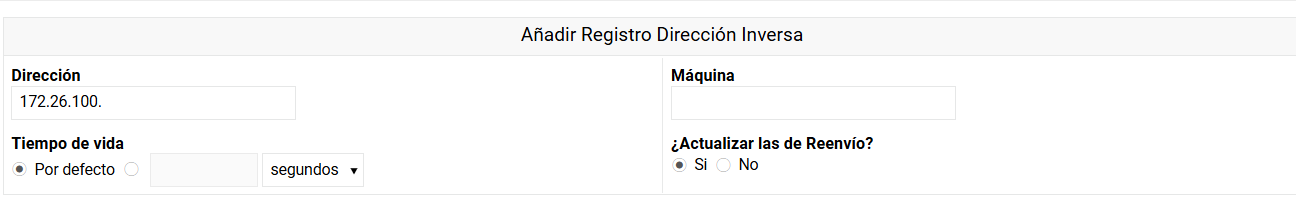 Añadir Registro Dirección Inversa
Dirección
172.26.100.
Máquina
Tiempo de vida
Por defecto
segundos
¿Actualizar las de Reenvío?
Si No